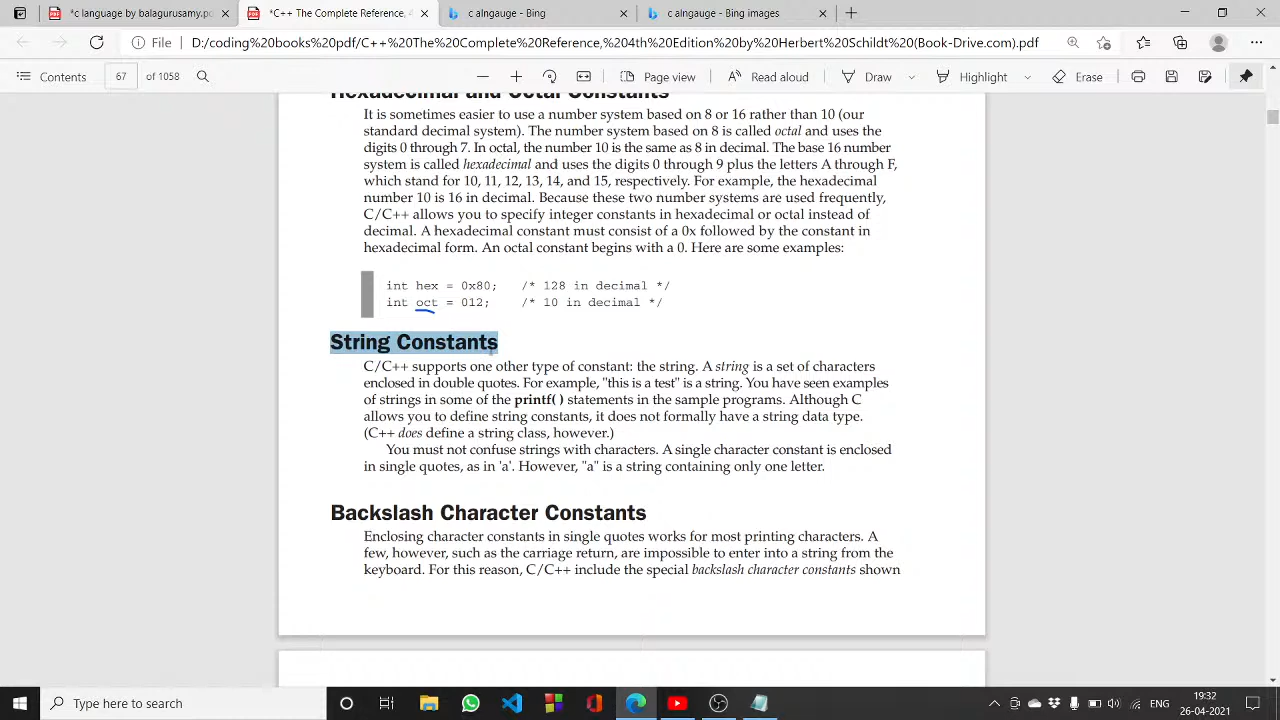 *c language by balagurusamy.pd
*C++ The Complete Reference, 4
c langauge - Bing
c alngauge - Bing images
File
D:/coding%20books%20pdf/C++%20The%20Complete%20Reference,%204th%20Edition%20by%20Herbert%20Schildt%20(Book-Drive.com).pdf
Contents
67
of 1058
Page view
Read aloud
Draw
Highlight
Erase
Hexadecimal and Octal Constants
It is sometimes easier to use a number system based on 8 or 16 rather than 10 (our
standard decimal system). The number system based on 8 is called octal and uses the
digits 0 through 7. In octal, the number 10 is the same as 8 in decimal. The base 16 number
system is called hexadecimal and uses the digits 0 through 9 plus the letters A through F,
which stand for 10, 11, 12, 13, 14, and 15, respectively. For example, the hexadecimal
number 10 is 16 in decimal. Because these two number systems are used frequently,
C/C++ allows you to specify integer constants in hexadecimal or octal instead of
decimal. A hexadecimal constant must consist of a 0x followed by the constant in
hexadecimal form. An octal constant begins with a 0. Here are some examples:
int hex = 0x80; /* 128 in decimal */
int oct = 012; /* 10 in decimal */
String Constants
C/C++ supports one other type of constant: the string. A string is a set of characters
enclosed in double quotes. For example, "this is a test" is a string. You have seen examples
of strings in some of the printf( ) statements in the sample programs. Although C
allows you to define string constants, it does not formally have a string data type.
(C++ does define a string class, however.)
You must not confuse strings with characters. A single character constant is enclosed
in single quotes, as in 'a'. However, "a" is a string containing only one letter.
Backslash Character Constants
Enclosing character constants in single quotes works for most printing characters. A
few, however, such as the carriage return, are impossible to enter into a string from the
keyboard. For this reason, C/C++ include the special backslash character constants shown
Type here to search
ENG
19:32
26-04-2021